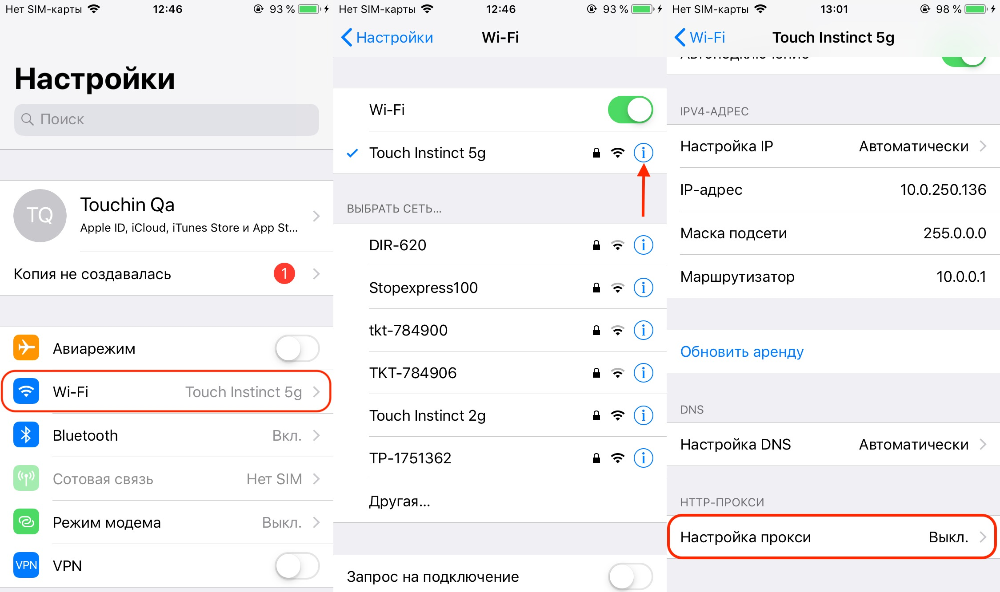 Нет SIM-карты 12:46 93 %
Настройки
Поиск
TQ
Touchin Qa
Apple ID, iCloud, iTunes Store и App St...
Копия не создавалась 1
Авиарежим
Wi-Fi Touch Instinct 5g
Bluetooth Вкл.
Сотовая связь Нет SIM
Режим модема Выкл.
VPN VPN
Нет SIM-карты 12:46 93 %
Настройки Wi-Fi
Wi-Fi
Touch Instinct 5g
ВЫБРАТЬ СЕТЬ...
DIR-620
Stopexpress100
tkt-784900
TKT-784906
Touch Instinct 2g
TP-1751362
Другая...
Запрос на подключение
Нет SIM-карты 13:01 98 %
Wi-Fi Touch Instinct 5g
Автоподключение
IPV4-АДРЕС
Настройка IP Автоматически
IP-адрес 10.0.250.136
Маска подсети 255.0.0.0
Маршрутизатор 10.0.0.1
Обновить аренду
DNS
Настройка DNS Автоматически
HTTP-ПРОКСИ
Настройка прокси Выкл.